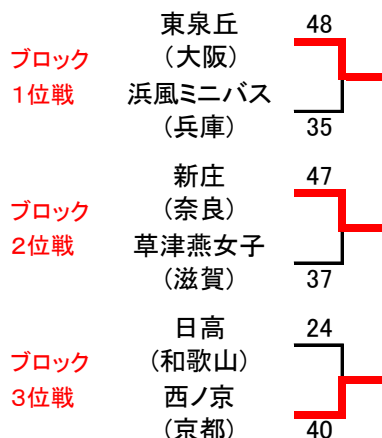 東泉丘 48
ブロック (大阪)
1位戦 浜風ミニバス
(兵庫) 35
新庄 47
ブロック (奈良)
2位戦 草津燕女子
(滋賀) 37
日高 24
ブロック (和歌山)
3位戦 西ノ京
(京都) 40